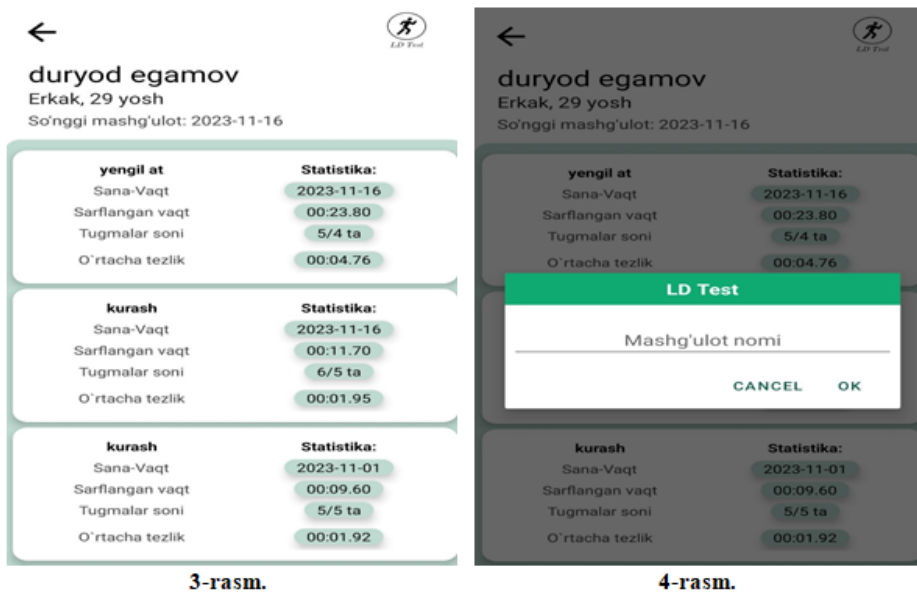 LD Test
duryod egamov
Erkak, 29 yosh
So'nggi mashg'ulot: 2023-11-16
yengil at Statistika:
Sana-Vaqt 2023-11-16
Sarflangan vaqt 00:23.80
Tugmalar soni 5/4 ta
O`rtacha tezlik 00:04.76
kurash Statistika:
Sana-Vaqt 2023-11-16
Sarflangan vaqt 00:11.70
Tugmalar soni 6/5 ta
O`rtacha tezlik 00:01.95
kurash Statistika:
Sana-Vaqt 2023-11-01
Sarflangan vaqt 00:09.60
Tugmalar soni 5/5 ta
O`rtacha tezlik 00:01.92
3-rasm.
LD Test
duryod egamov
Erkak, 29 yosh
So'nggi mashg'ulot: 2023-11-16
yengil at Statistika:
Sana-Vaqt 2023-11-16
Sarflangan vaqt 00:23.80
Tugmalar soni 5/4 ta
O`rtacha tezlik 00:04.76
LD Test
Mashg'ulot nomi
CANCEL OK
kurash Statistika:
Sana-Vaqt 2023-11-01
Sarflangan vaqt 00:09.60
Tugmalar soni 5/5 ta
O`rtacha tezlik 00:01.92
4-rasm.